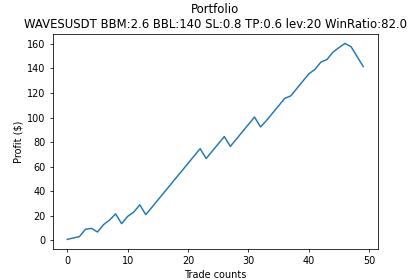 Portfolio
WAVESUSDT BBM:2.6 BBL:140 SL:0.8 TP:0.6 lev:20 WinRatio:82.0
160
140
120
100
80
60
40
20
0
Profit ($)
0 10 20 30 40 50
Trade counts